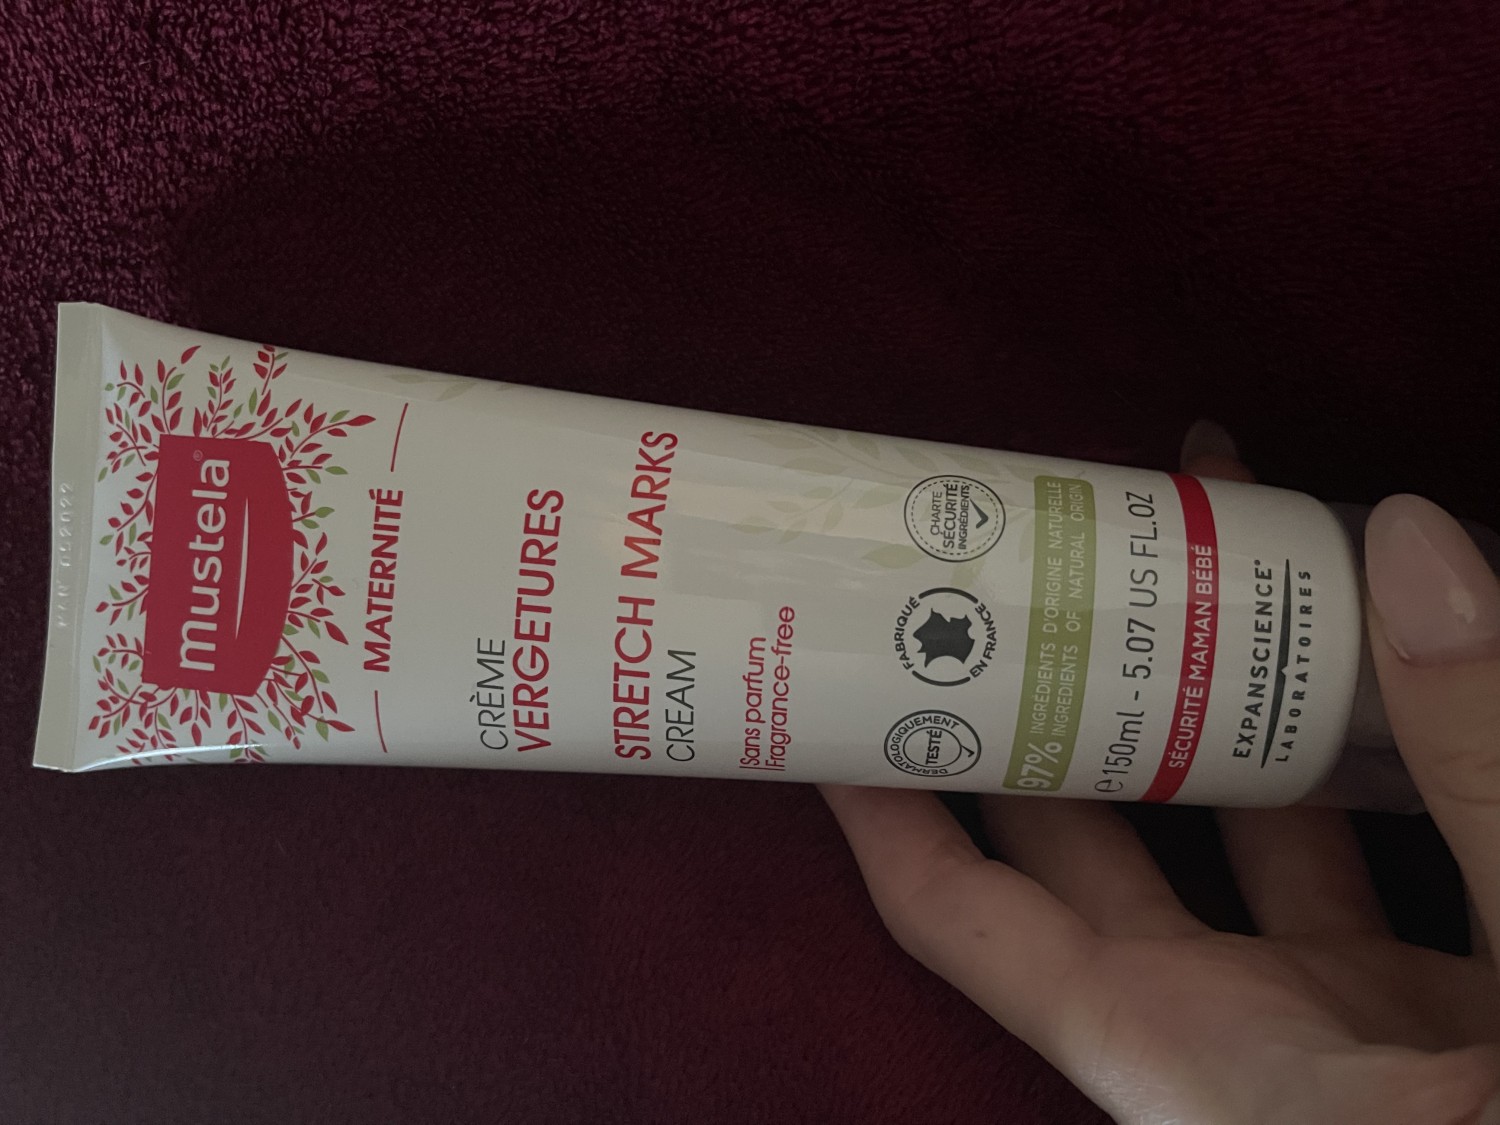 mustela®
MATERNITÉ
CRÈME
VERGETURES
STRETCH MARKS
CREAM
Sans parfum
Fragrance-free
DERMATOLOGIQUEMENT
TESTÉ
FABRIQUÉ
EN FRANCE
CHARTE
SÉCURITÉ
INGRÉDIENTS
97% INGRÉDIENTS D'ORIGINE NATURELLE
INGREDIENTS OF NATURAL ORIGIN
℮150ml - 5.07 US FL.OZ
SÉCURITÉ MAMAN BÉBÉ
EXPANSCIENCE®
LABORATOIRES